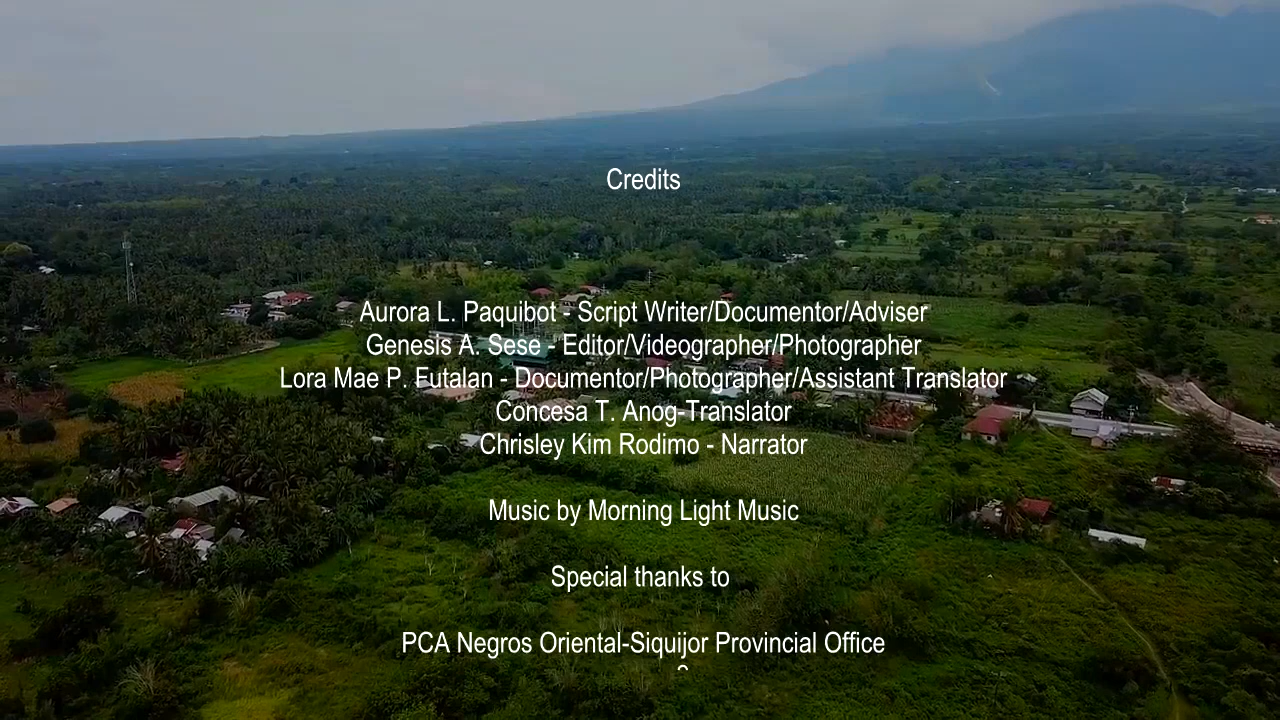 Credits
Aurora L. Paquibot - Script Writer/Documentor/Adviser
Genesis A. Sese - Editor/Videographer/Photographer
Lora Mae P. Eutalan - Documentor/Photographer/Assistant Translator
Concesa T. Anog-Translator
Chrisley Kim Rodimo - Narrator
Music by Morning Light Music
Special thanks to
PCA Negros Oriental-Siquijor Provincial Office